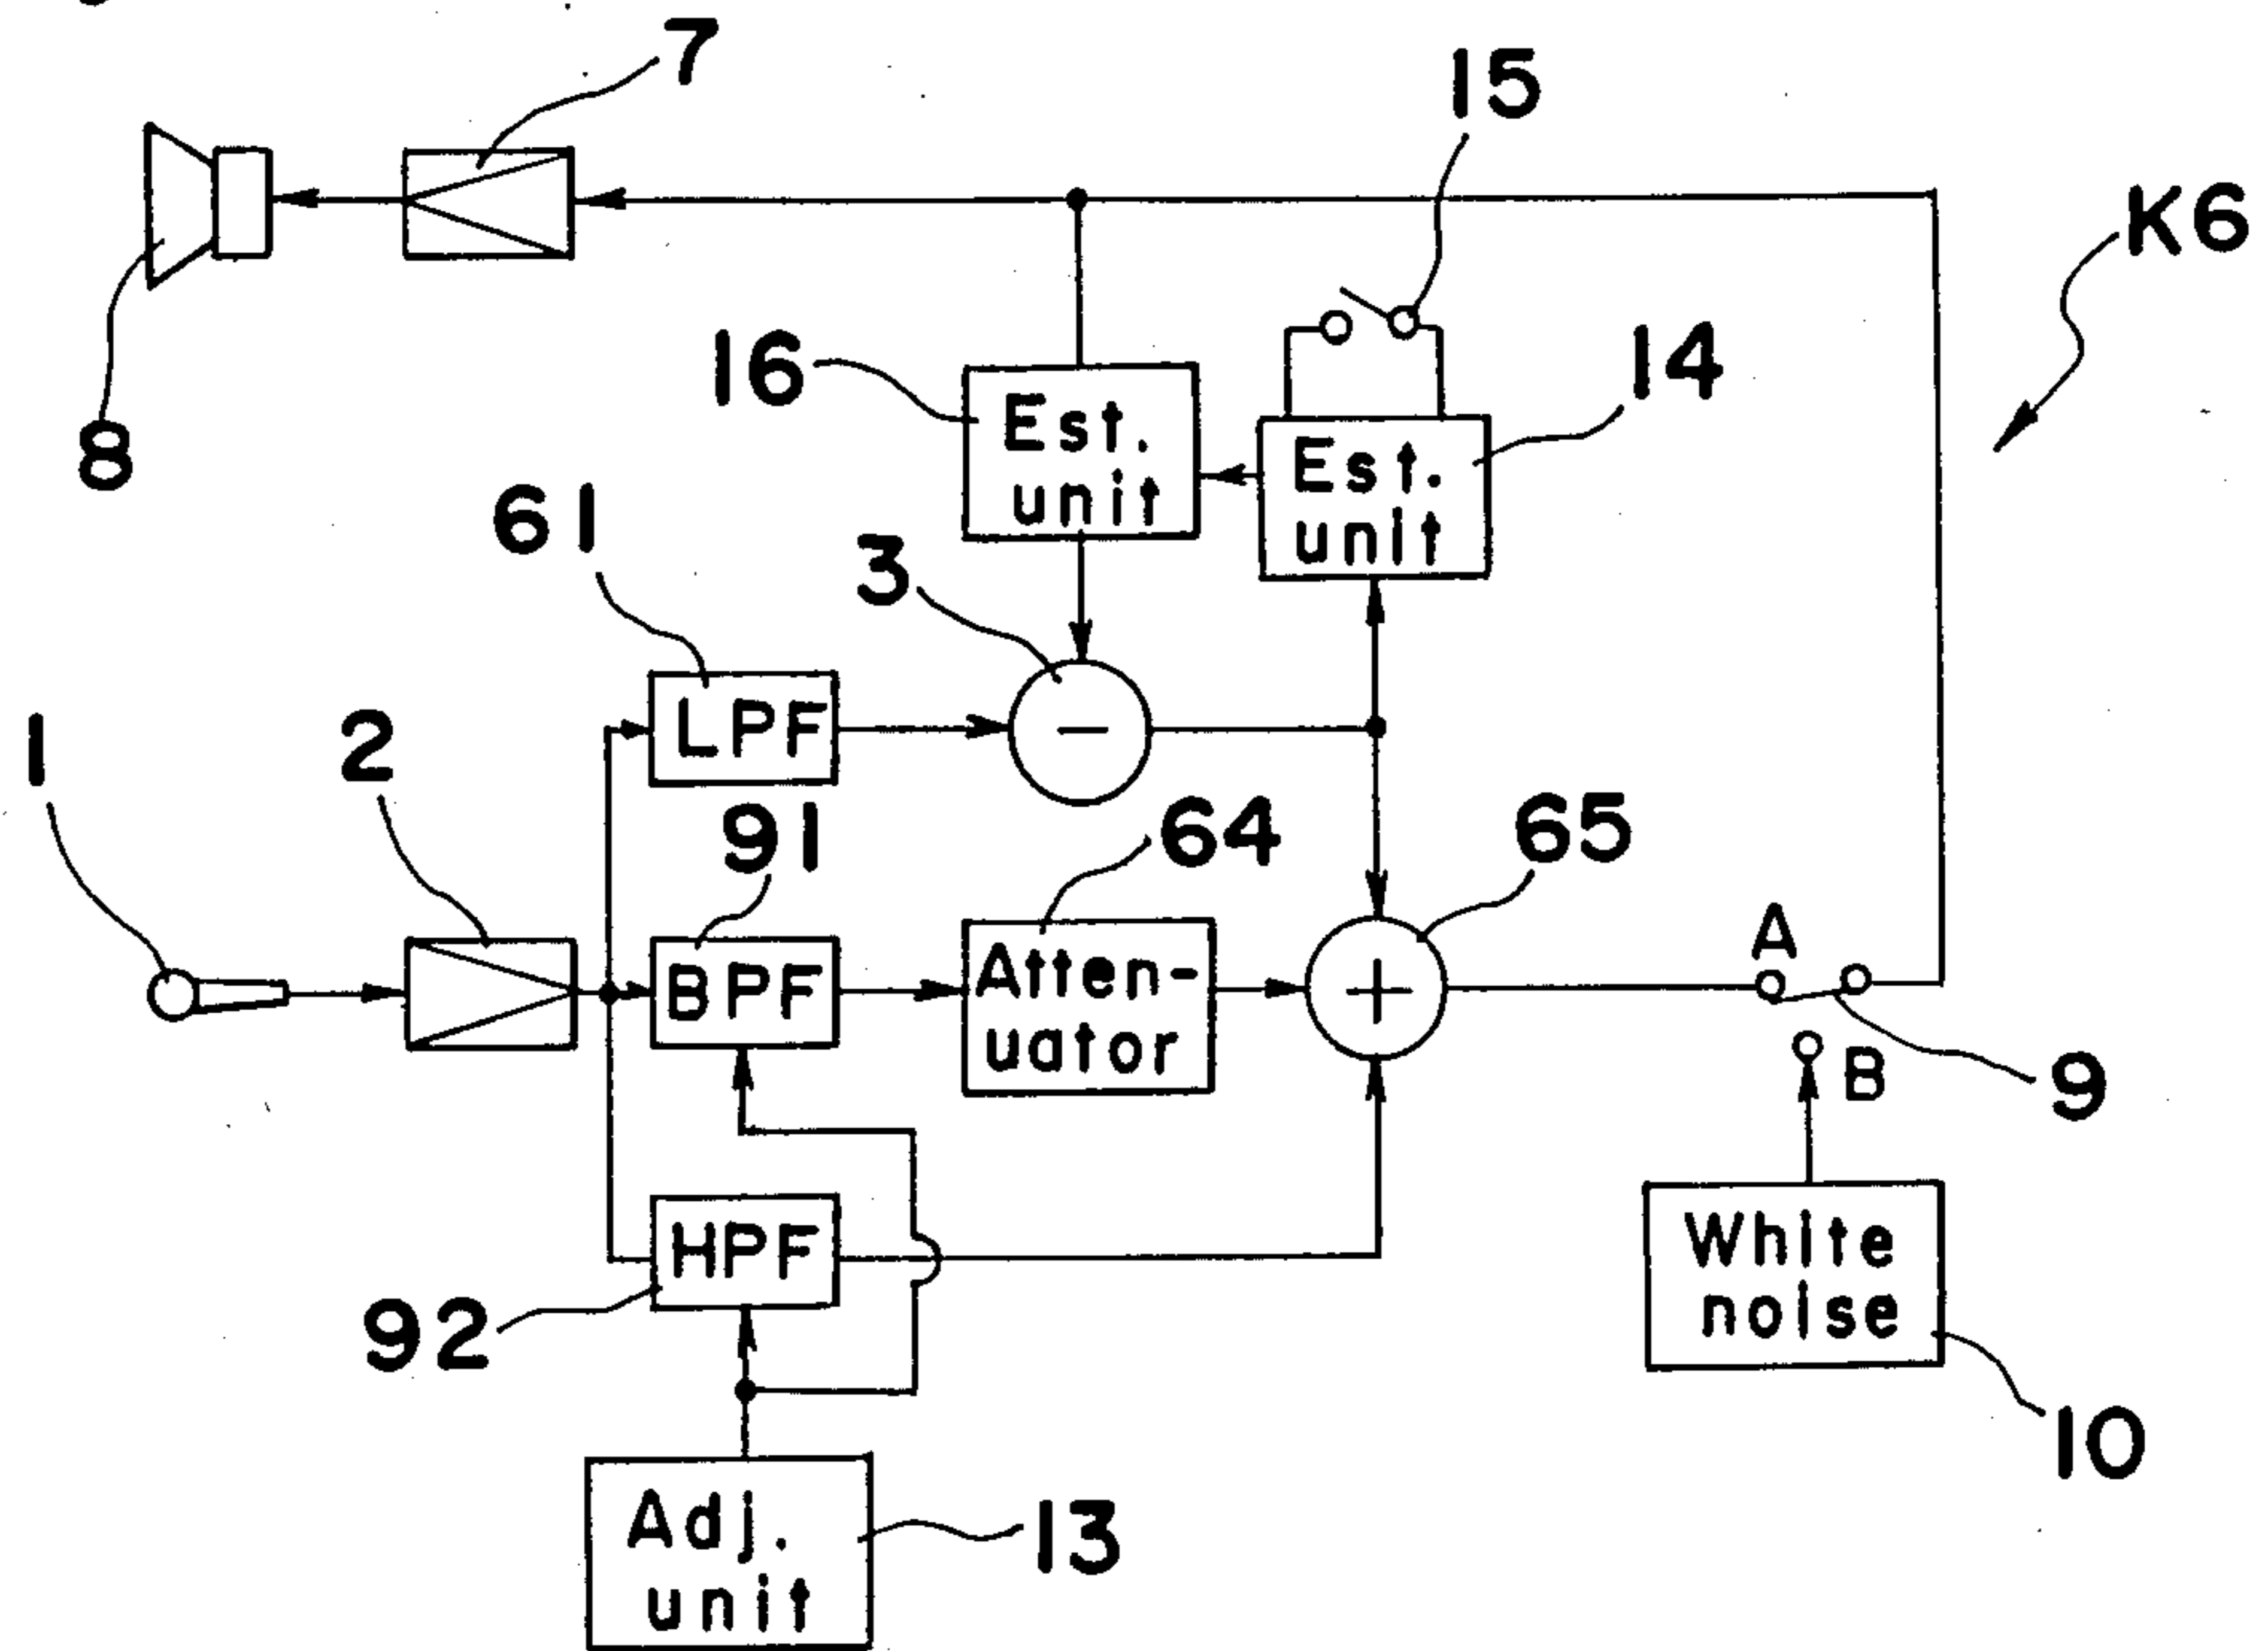 7
15
K6
8
16
Est.
unit
14
Est.
unit
61
3
LPF
-
1
2
91
64
65
BPF
Atten-
uator
+
A
B
9
HPF
92
White
noise
10
Adj.
unit
13